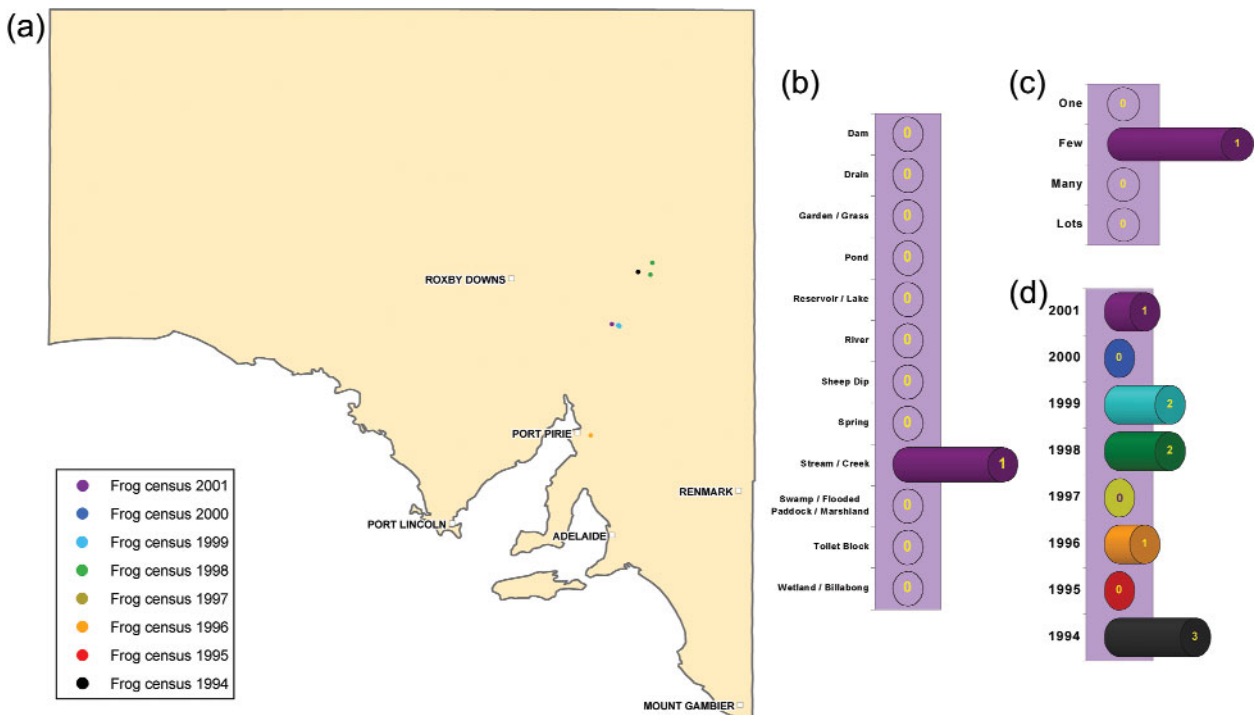 (a)
ROXBY DOWNS
PORT PIRIE
RENMARK
PORT LINCOLN
ADELAIDE
MOUNT GAMBIER
Frog census 2001
Frog census 2000
Frog census 1999
Frog census 1998
Frog census 1997
Frog census 1996
Frog census 1995
Frog census 1994
(b)
Dam 0
Drain 0
Garden / Grass 0
Pond 0
Reservoir / Lake 0
River 0
Sheep Dip 0
Spring 0
Stream / Creek 1
Swamp / Flooded
Paddock / Marshland 0
Toilet Block 0
Wetland / Billabong 0
(c)
One 0
Few 1
Many 0
Lots 0
(d)
2001 1
2000 0
1999 2
1998 2
1997 0
1996 1
1995 0
1994 3